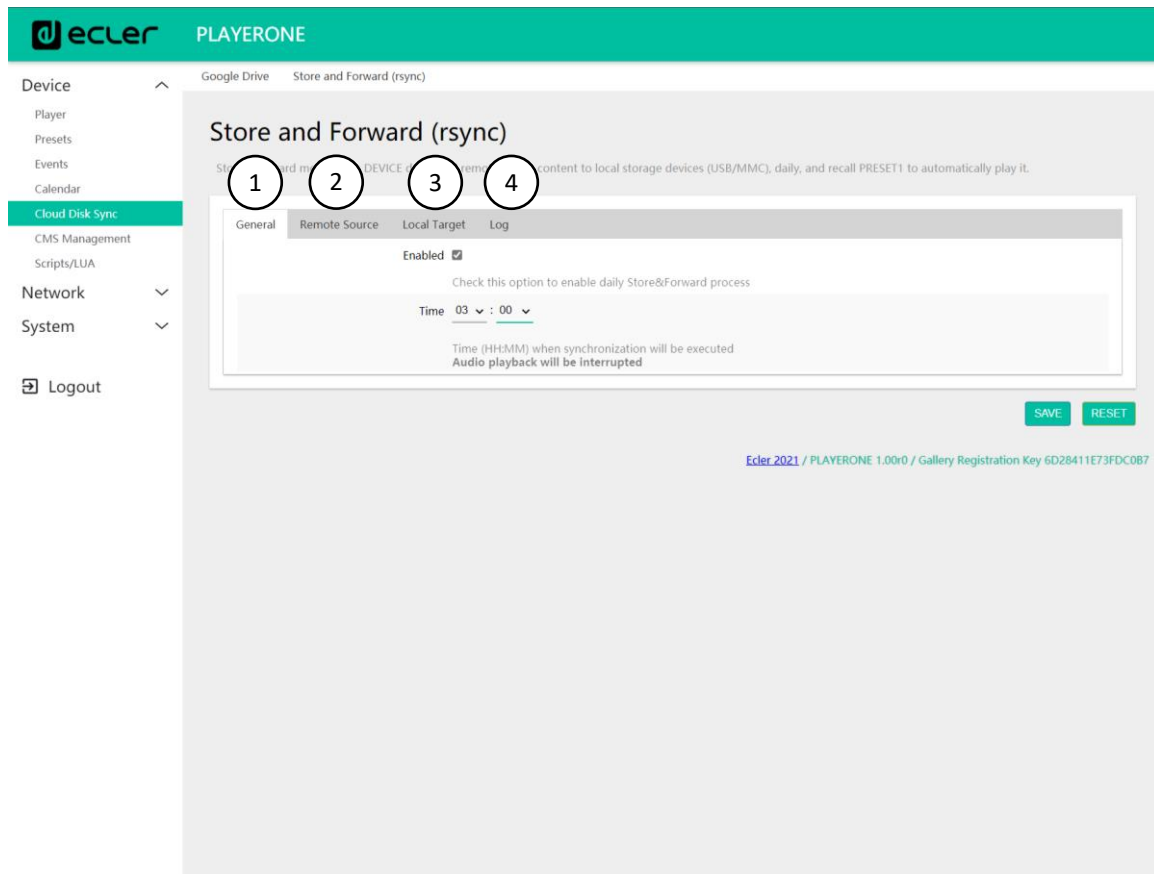 ecler
PLAYERONE
Device
Player
Presets
Events
Calendar
Cloud Disk Sync
CMS Management
Scripts/LUA
Network
System
Logout
Google Drive Store and Forward (rsync)
Store and Forward (rsync)
DEVICE content to local storage devices (USB/MMC), daily, and recall PRESET1 to automatically play it.
1 2 3 4
General Remote Source Local Target Log
Enabled
Check this option to enable daily Store&Forward process
Time 03 : 00
Time (HH:MM) when synchronization will be executed
Audio playback will be interrupted
SAVE RESET
Ecler 2021 / PLAYERONE 1.00r0 / Gallery Registration Key 6D28411E73FDC0B7